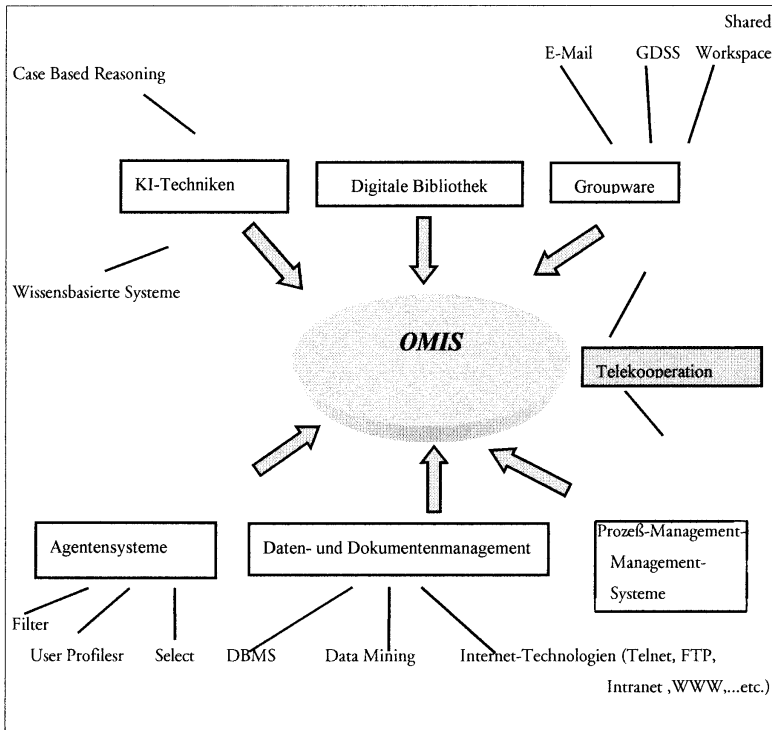 Shared
E-Mail GDSS Workspace
Case Based Reasoning
KI-Techniken
Digitale Bibliothek
Groupware
Wissensbasierte Systeme
OMIS
Telekooperation
Agentensysteme
Daten- und Dokumentenmanagement
Prozeß-Management-
Management-
Systeme
Filter
User Profilesr Select DBMS Data Mining Internet-Technologien (Telnet, FTP,
Intranet ,WWW,...etc.)